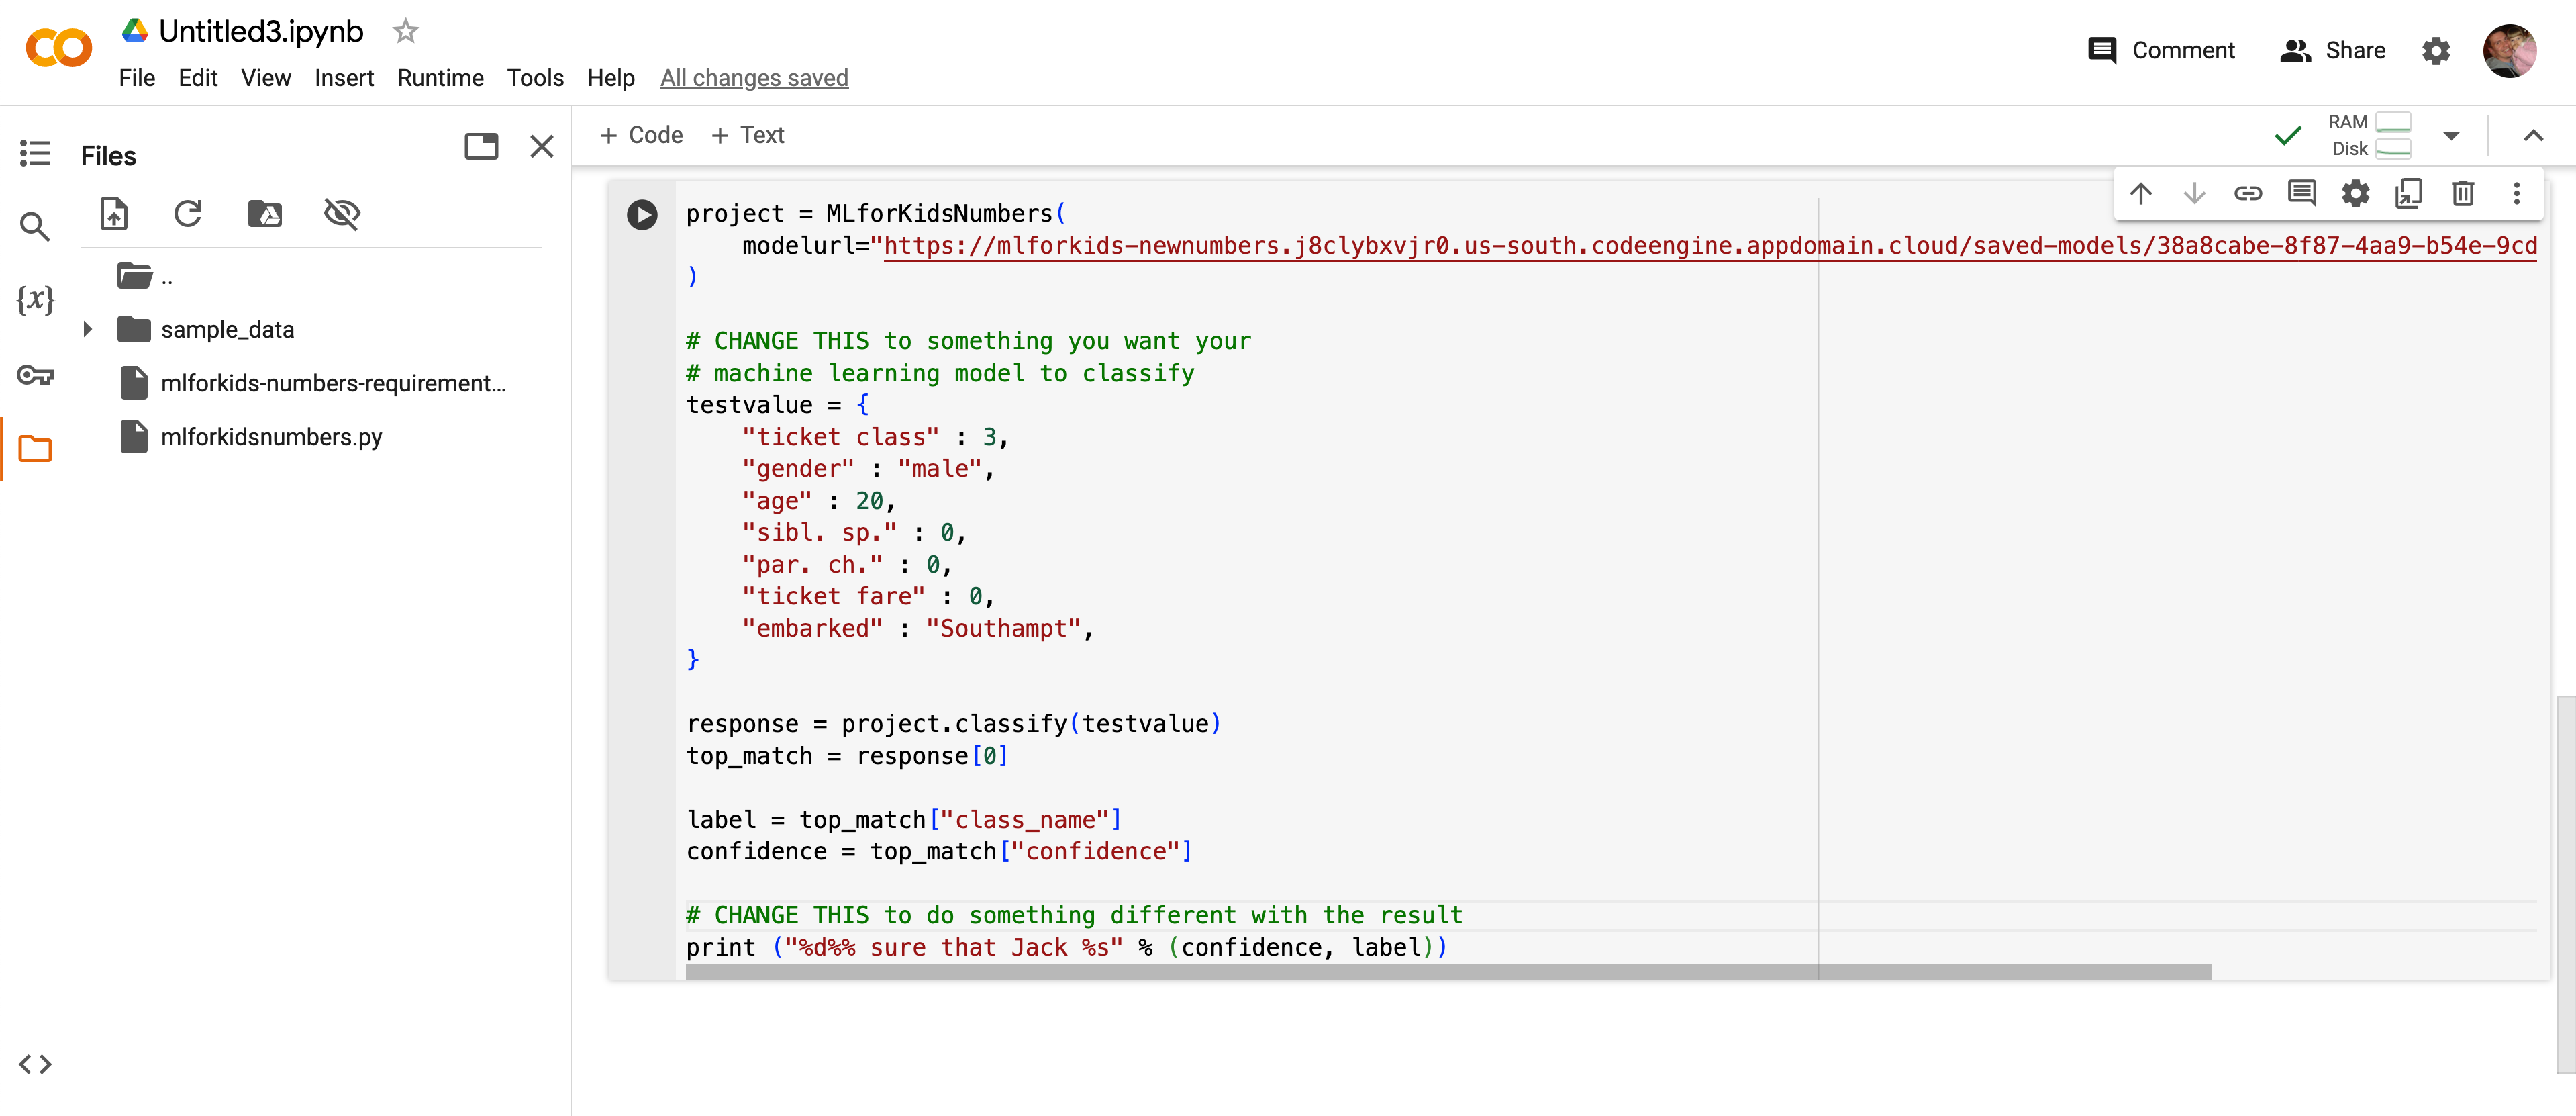 Untitled3.ipynb
File Edit View Insert Runtime Tools Help All changes saved
Comment Share
Files
+ Code + Text
RAM
Disk
..
sample_data
mlforkids-numbers-requirement...
mlforkidsnumbers.py
{x}
project = MLforKidsNumbers(
    modelurl="https://mlforkids-newnumbers.j8clybxvjr0.us-south.codeengine.appdomain.cloud/saved-models/38a8cabe-8f87-4aa9-b54e-9cd
)
# CHANGE THIS to something you want your
# machine learning model to classify
testvalue = {
    "ticket class" : 3,
    "gender" : "male",
    "age" : 20,
    "sibl. sp." : 0,
    "par. ch." : 0,
    "ticket fare" : 0,
    "embarked" : "Southampt",
}
response = project.classify(testvalue)
top_match = response[0]
label = top_match["class_name"]
confidence = top_match["confidence"]
# CHANGE THIS to do something different with the result
print ("%d%% sure that Jack %s" % (confidence, label))